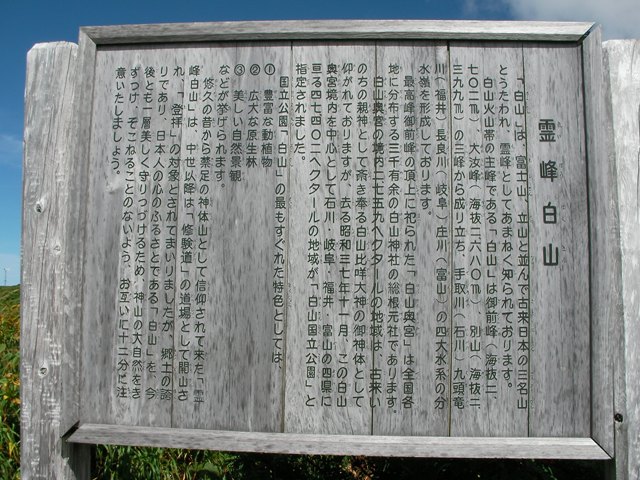 霊峰白山
「白山」は、富士山、立山と並んで古来日本の三名山
とうたわれ、霊峰としてあまねく知られております。
白山火山帯の主峰である「白山」は御前峰（海抜二
七〇二m）、大汝峰（海抜二六八〇m）別山（海抜二
三九九m）の三峰から成り立ち、手取川（石川）九頭竜
川（福井）長良川（岐阜）庄川（富山）の四大水系の分
水嶺を形成しております。
最高峰御前峰の頂上に祀られた「白山奥宮」は全国各
地に分布する三千有余の白山神社の総根元社であります。
白山奥宮の境内二七五九ヘクタールの地域は、古来い
のちの親神として斎き奉る白山比咩大神の御神体として
仰がれておりますが、去る昭和三七年十一月、この白山
奥宮境内を中心として石川・岐阜・福井・富山の四県に
亘る四七四〇二ヘクタールの地域が「白山国立公園」と
指定されました。
国立公園「白山」の最もすぐれた特色としては、
① 豊富な動植物
② 広大な原生林
③ 美しい自然景観
などが挙げられます。
悠久の昔から禁足の神体山として信仰されて来た「霊
峰白山」は、中世以降は「修験道」の道場として開山さ
れ、「登拝」の対象とされてまいりましたが、郷土の誇
りであり、日本人の心のふるさとである「白山」を、今
後とも一層美しく守りつづけるため、神山の大自然をき
ずつけ、そこねることのないよう、お互いに十二分に注
意いたしましょう。